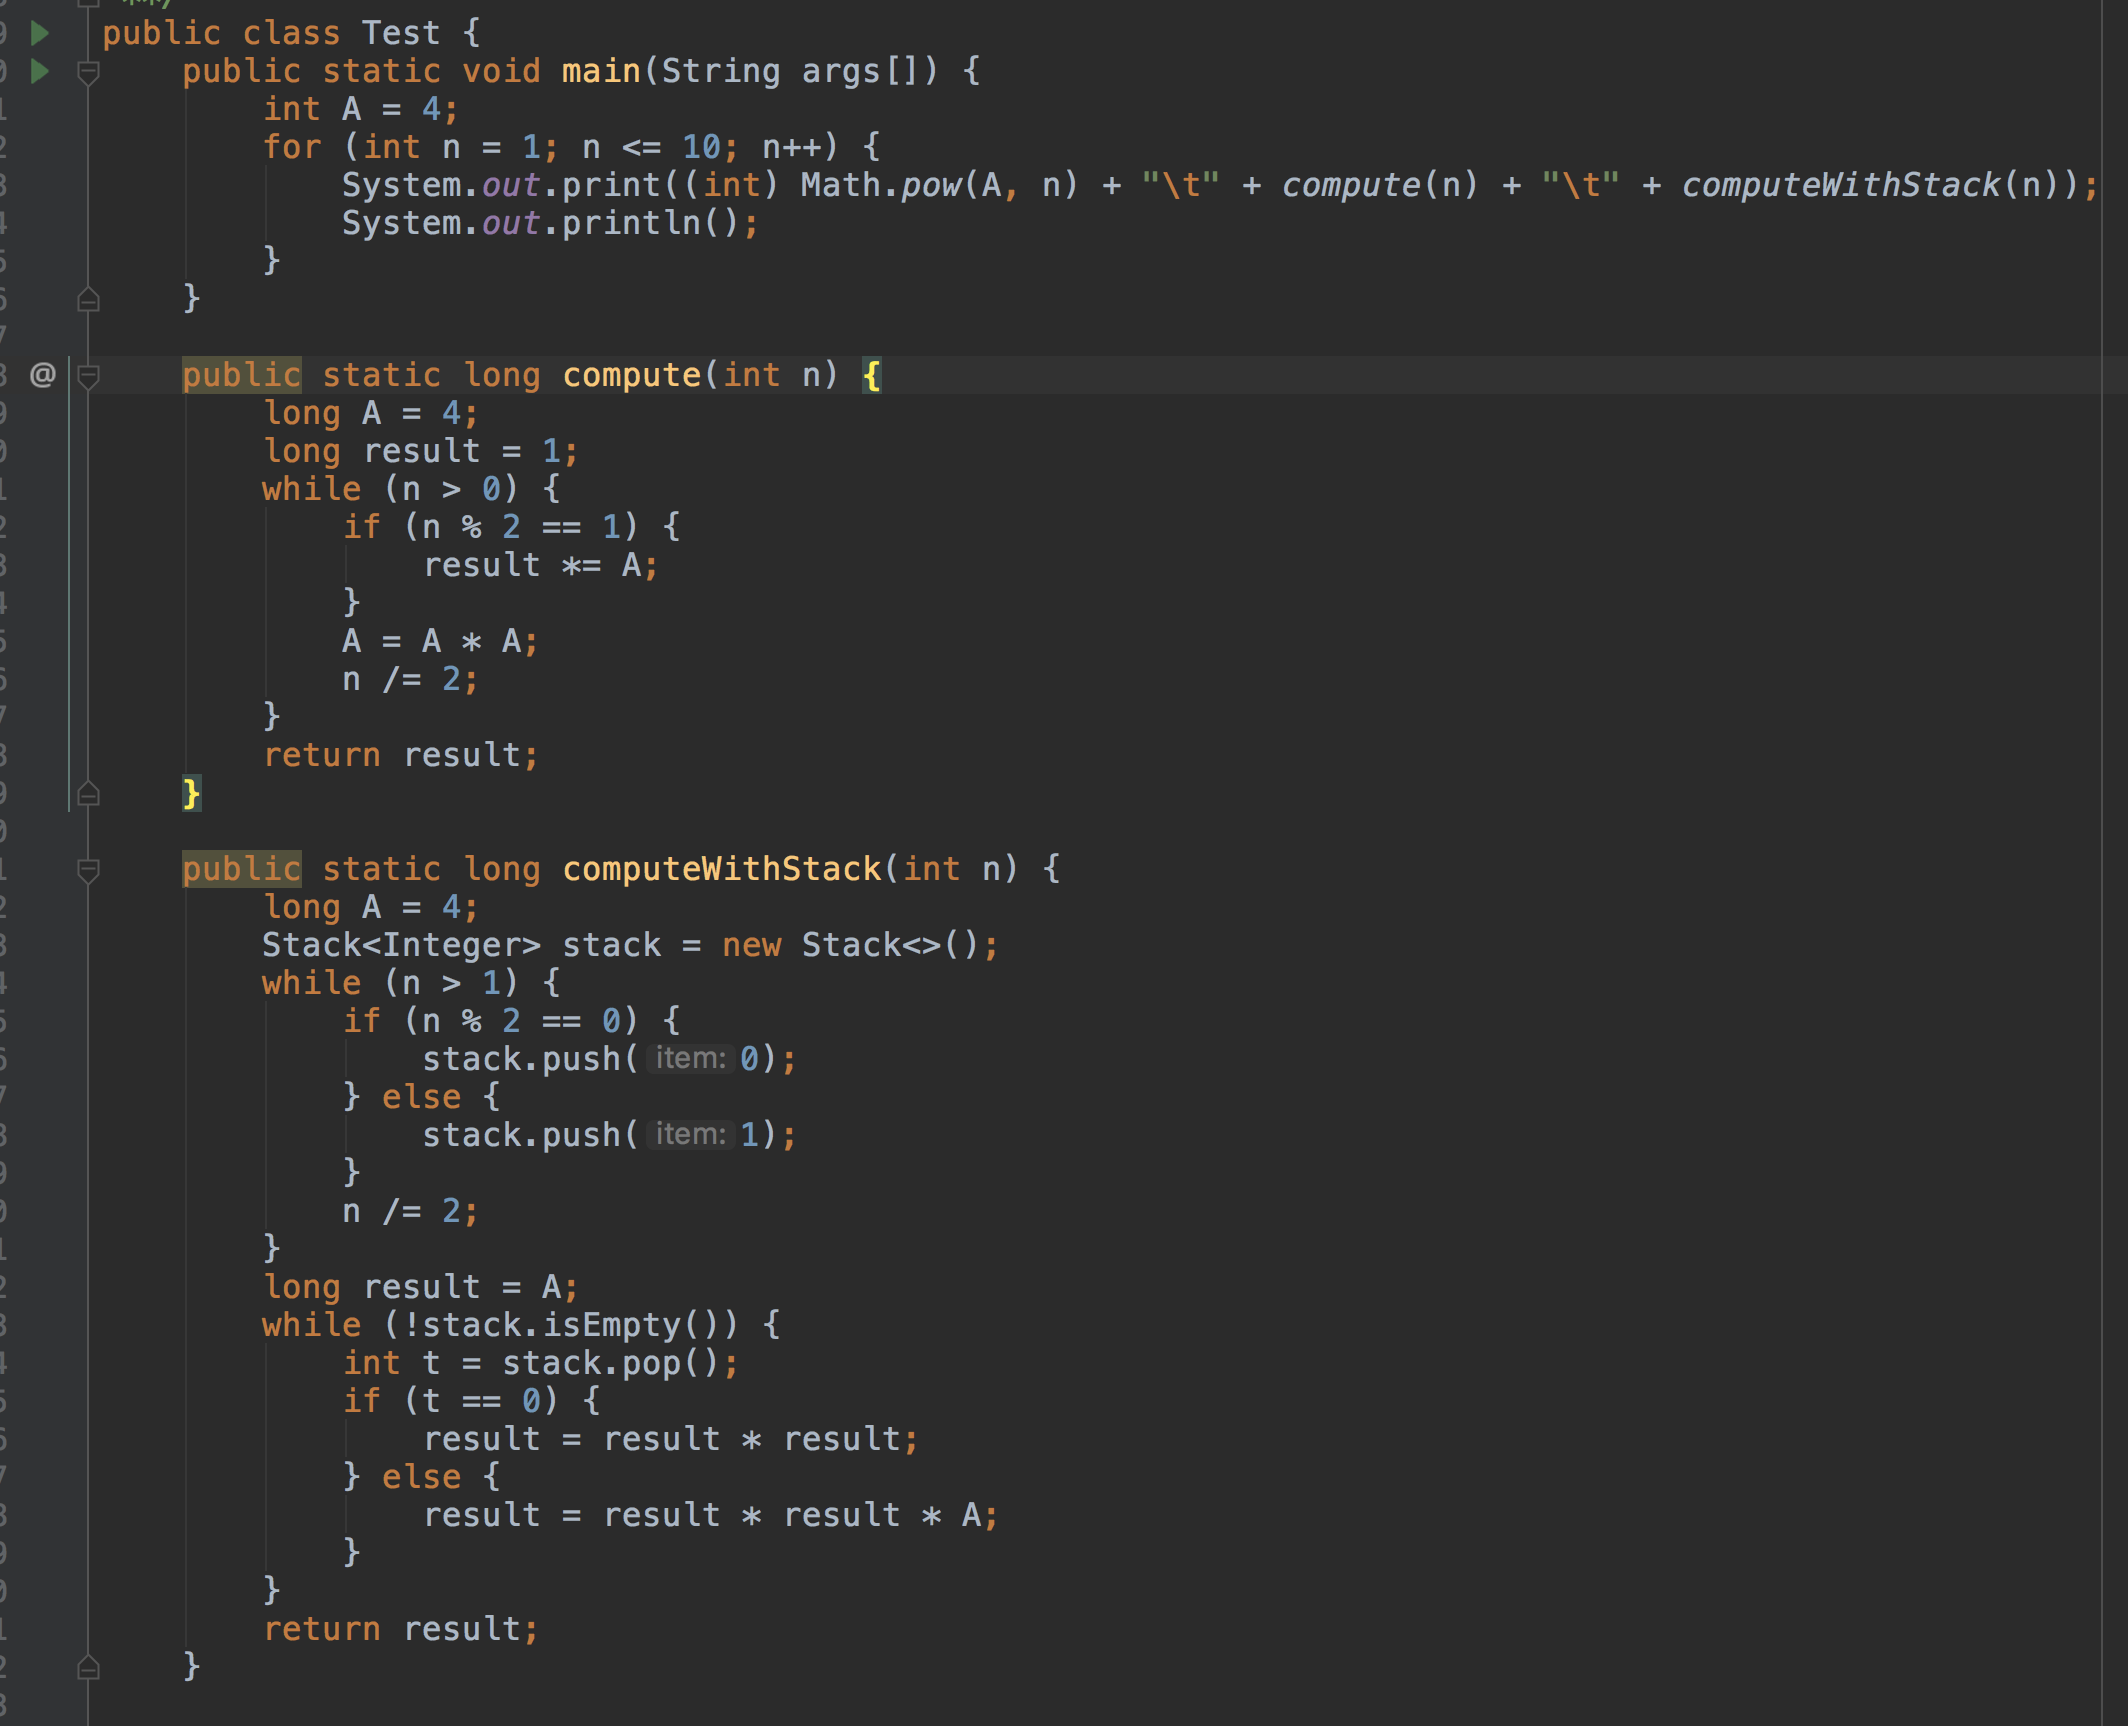 **/
public class Test {
    public static void main(String args[]) {
        int A = 4;
        for (int n = 1; n <= 10; n++) {
            System.out.print((int) Math.pow(A, n) + "\t" + compute(n) + "\t" + computeWithStack(n));
            System.out.println();
        }
    }

@    public static long compute(int n) {
        long A = 4;
        long result = 1;
        while (n > 0) {
            if (n % 2 == 1) {
                result *= A;
            }
            A = A * A;
            n /= 2;
        }
        return result;
    }

    public static long computeWithStack(int n) {
        long A = 4;
        Stack<Integer> stack = new Stack<>();
        while (n > 1) {
            if (n % 2 == 0) {
                stack.push( item: 0);
            } else {
                stack.push( item: 1);
            }
            n /= 2;
        }
        long result = A;
        while (!stack.isEmpty()) {
            int t = stack.pop();
            if (t == 0) {
                result = result * result;
            } else {
                result = result * result * A;
            }
        }
        return result;
    }